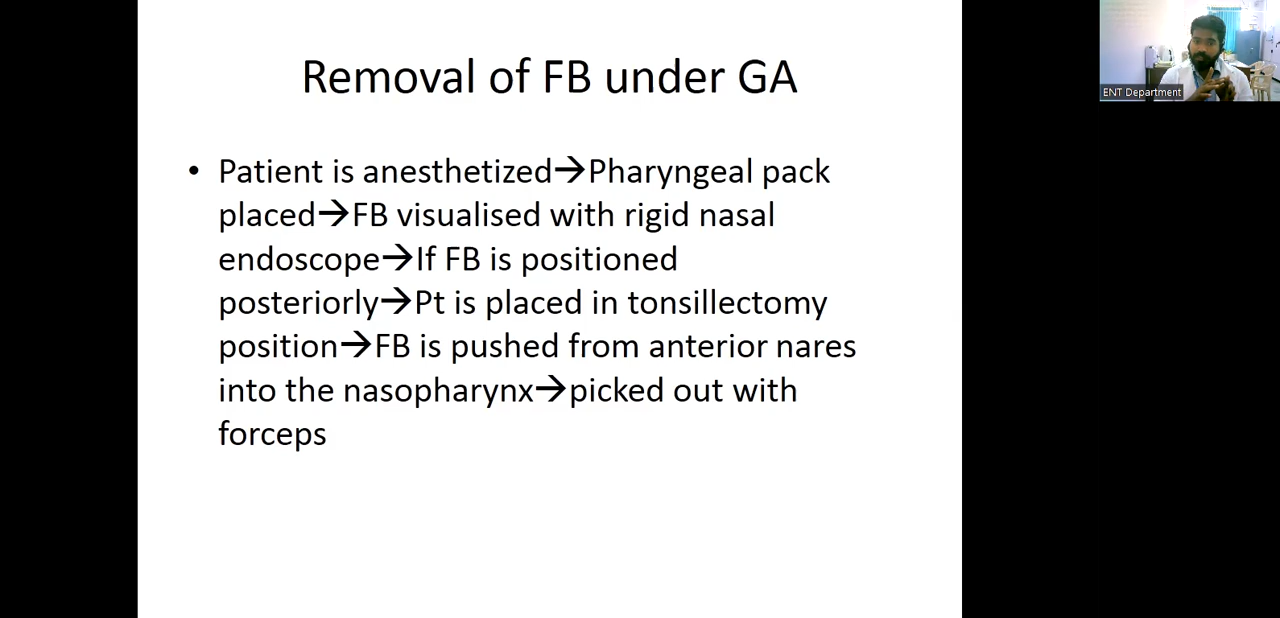 Removal of FB under GA
ENT Department
• Patient is anesthetized→Pharyngeal pack
placed→FB visualised with rigid nasal
endoscope→If FB is positioned
posteriorly→Pt is placed in tonsillectomy
position→FB is pushed from anterior nares
into the nasopharynx→picked out with
forceps